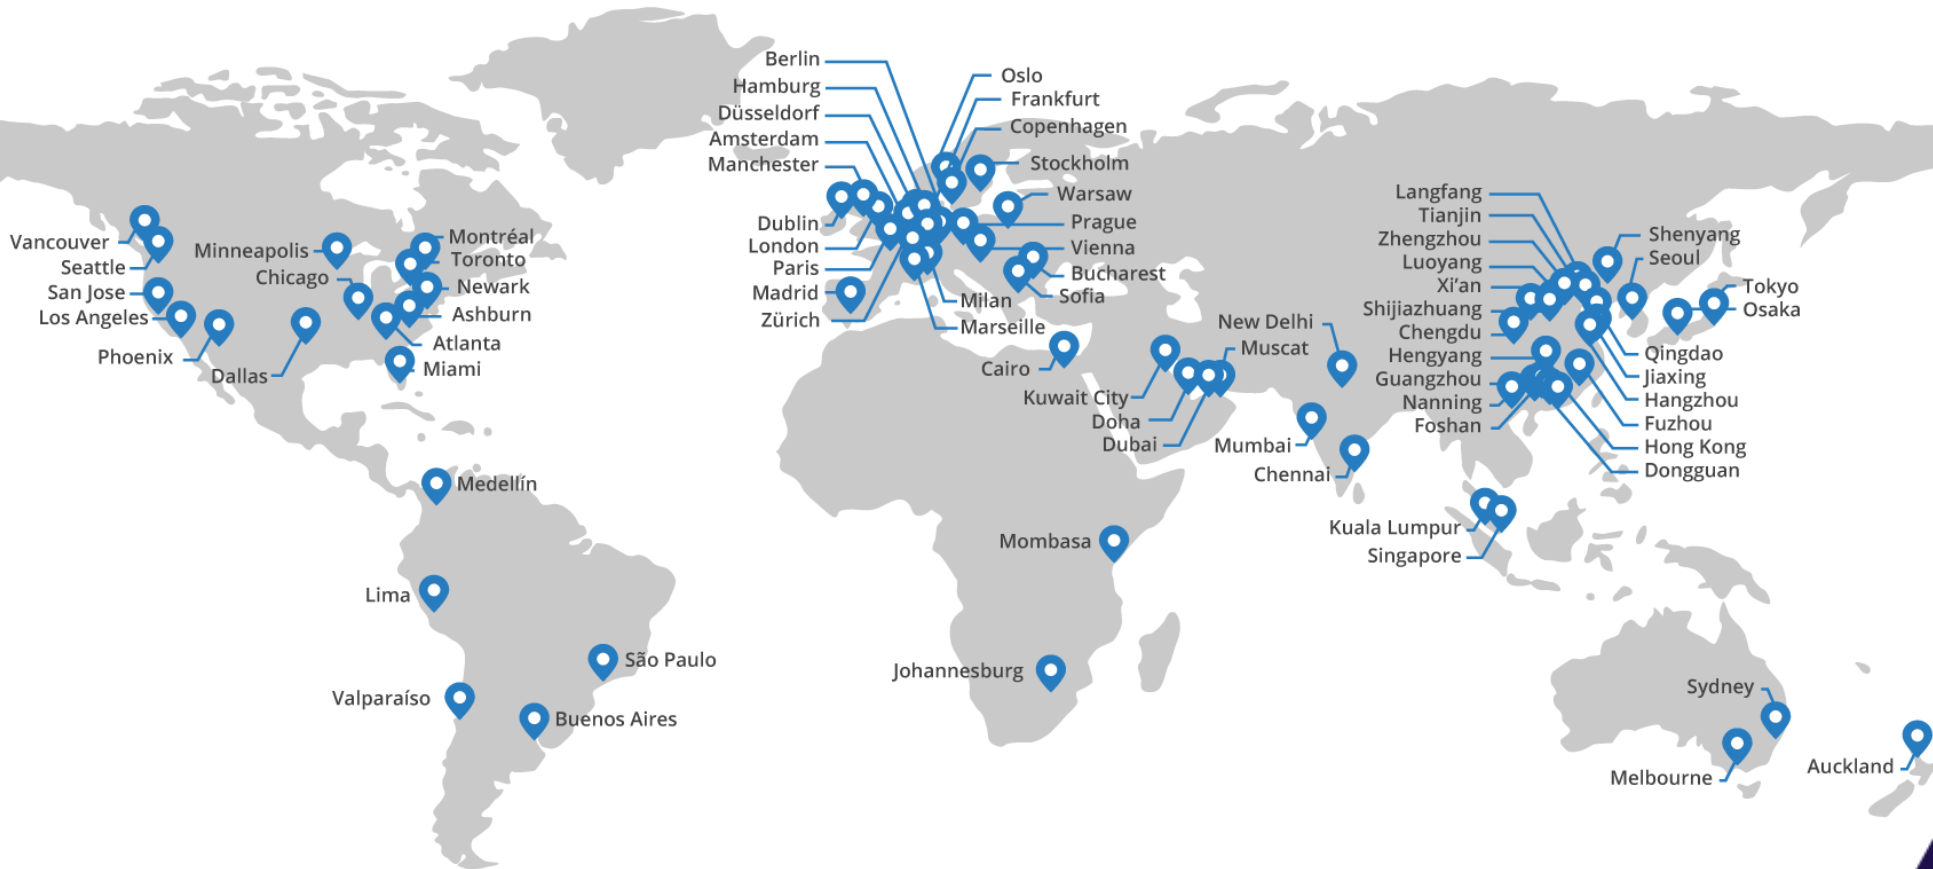 Vancouver
Seattle
San Jose
Los Angeles
Phoenix
Dallas
Minneapolis
Chicago
Montréal
Toronto
Newark
Ashburn
Atlanta
Miami
Medellín
Lima
São Paulo
Valparaíso
Buenos Aires
Berlin
Hamburg
Düsseldorf
Amsterdam
Manchester
Dublin
London
Paris
Madrid
Zürich
Oslo
Frankfurt
Copenhagen
Stockholm
Warsaw
Prague
Vienna
Bucharest
Sofia
Milan
Marseille
Cairo
Kuwait City
Doha
Dubai
Muscat
New Delhi
Mumbai
Chennai
Mombasa
Johannesburg
Langfang
Tianjin
Zhengzhou
Luoyang
Xi’an
Shijiazhuang
Chengdu
Hengyang
Guangzhou
Nanning
Foshan
Shenyang
Seoul
Tokyo
Osaka
Qingdao
Jiaxing
Hangzhou
Fuzhou
Hong Kong
Dongguan
Kuala Lumpur
Singapore
Sydney
Melbourne
Auckland